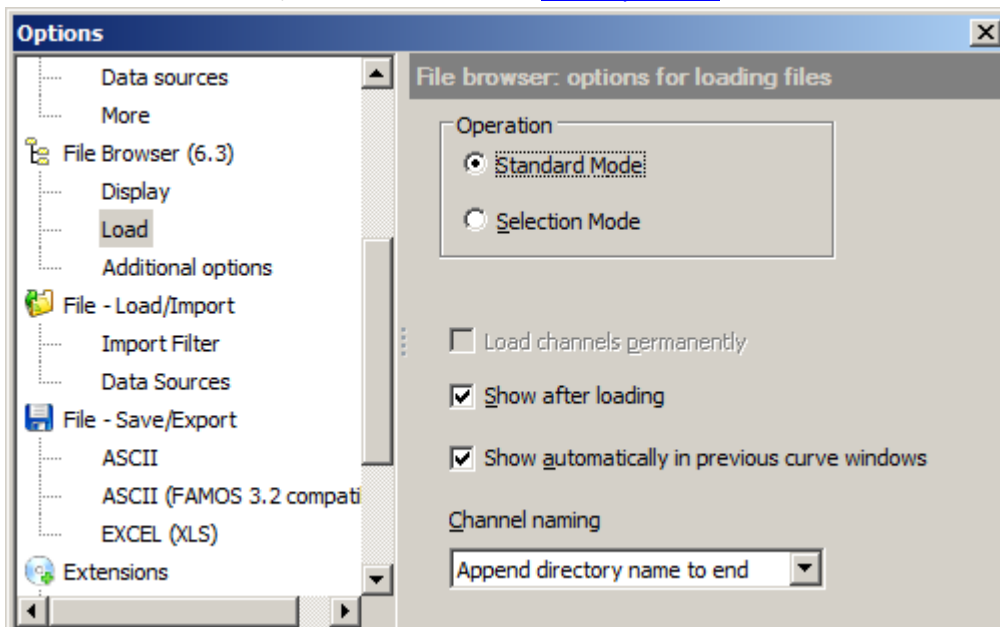 Options
Data sources
More
File Browser (6.3)
Display
Load
Additional options
File - Load/Import
Import Filter
Data Sources
File - Save/Export
ASCII
ASCII (FAMOS 3.2 compati
EXCEL (XLS)
Extensions
File browser: options for loading files
Operation
Standard Mode
Selection Mode
Load channels permanently
Show after loading
Show automatically in previous curve windows
Channel naming
Append directory name to end